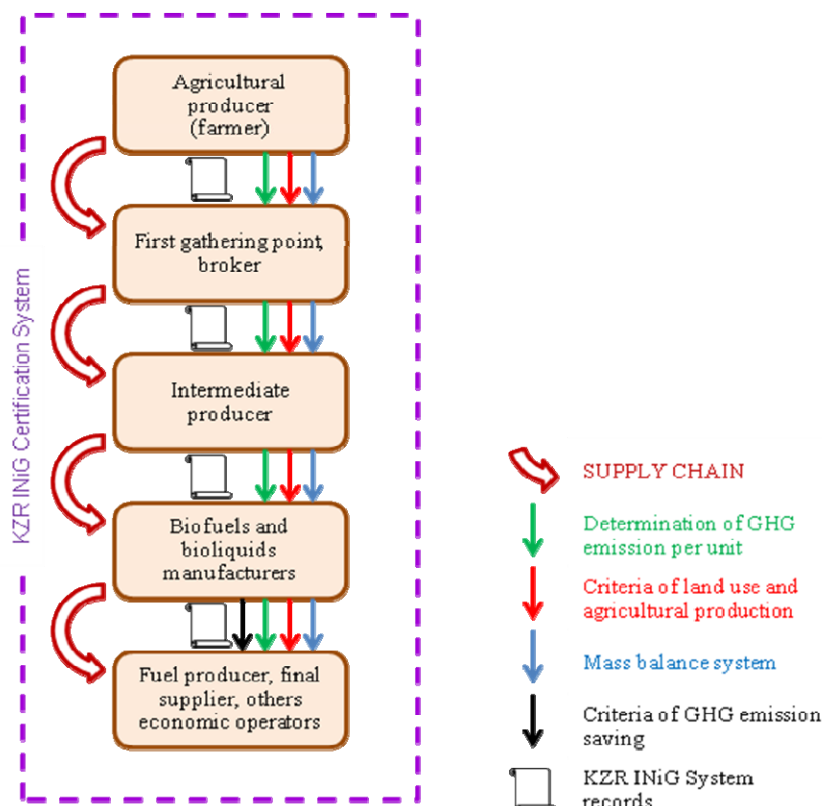 KZR INiG Certification System
Agricultural
producer
(farmer)
First gathering point,
broker
Intermediate
producer
Biofuels and
bioliquids
manufacturers
Fuel producer, final
supplier, others
economic operators
SUPPLY CHAIN
Determination of GHG
emission per unit
Criteria of land use and
agricultural production
Mass balance system
Criteria of GHG emission
saving
KZR INiG System
records